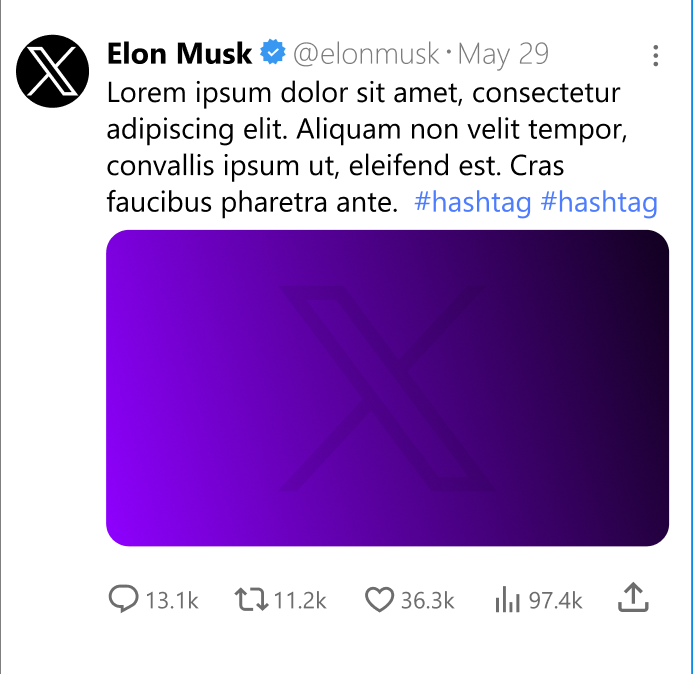 Elon Musk @elonmusk · May 29
Lorem ipsum dolor sit amet, consectetur
adipiscing elit. Aliquam non velit tempor,
convallis ipsum ut, eleifend est. Cras
faucibus pharetra ante. #hashtag #hashtag
13.1k 11.2k 36.3k 97.4k